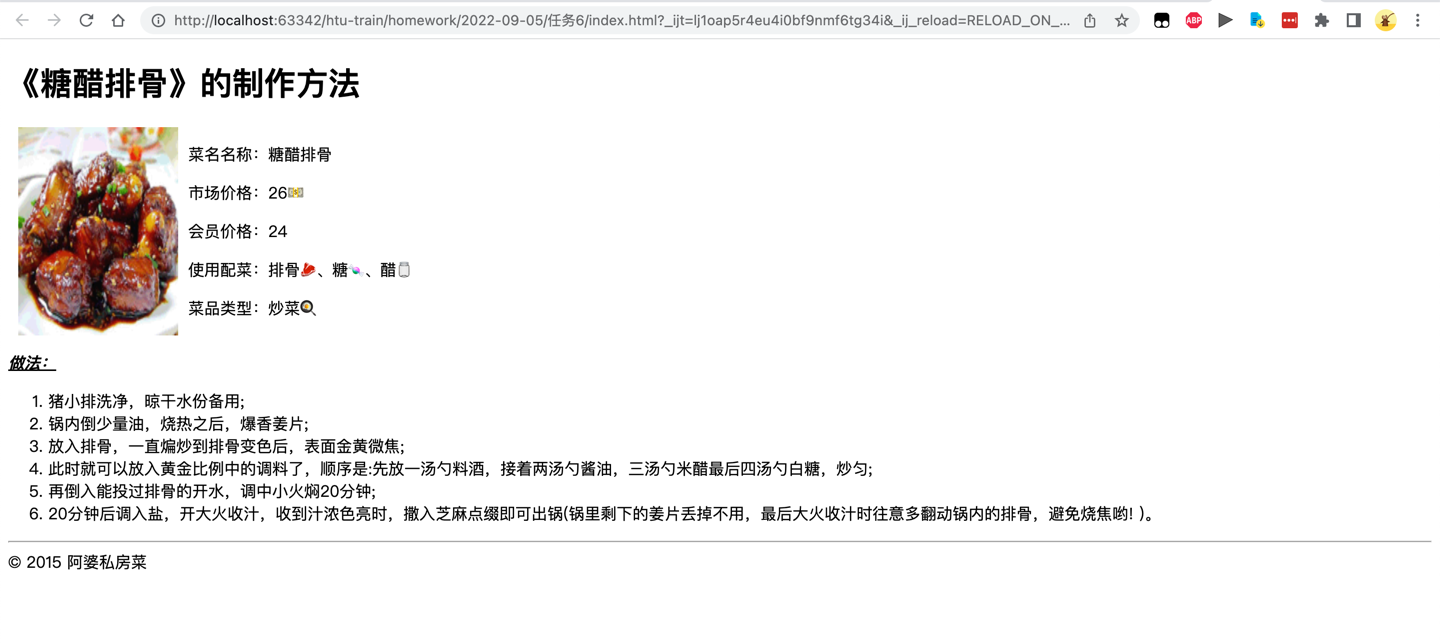 http://localhost:63342/htu-train/homework/2022-09-05/任务6/index.html?_ijt=lj1oap5r4eu4i0bf9nmf6tg34i&_ij_reload=RELOAD_ON_...
ABP
《糖醋排骨》的制作方法
菜名名称：糖醋排骨
市场价格：26💴
会员价格：24
使用配菜：排骨🥩、糖🍬、醋🫙
菜品类型：炒菜🍳
做法：
1. 猪小排洗净，晾干水份备用;
2. 锅内倒少量油，烧热之后，爆香姜片;
3. 放入排骨，一直煸炒到排骨变色后，表面金黄微焦;
4. 此时就可以放入黄金比例中的调料了，顺序是:先放一汤勺料酒，接着两汤勺酱油，三汤勺米醋最后四汤勺白糖，炒匀;
5. 再倒入能投过排骨的开水，调中小火焖20分钟;
6. 20分钟后调入盐，开大火收汁，收到汁浓色亮时，撒入芝麻点缀即可出锅(锅里剩下的姜片丢掉不用，最后大火收汁时往意多翻动锅内的排骨，避免烧焦哟! )。
© 2015 阿婆私房菜